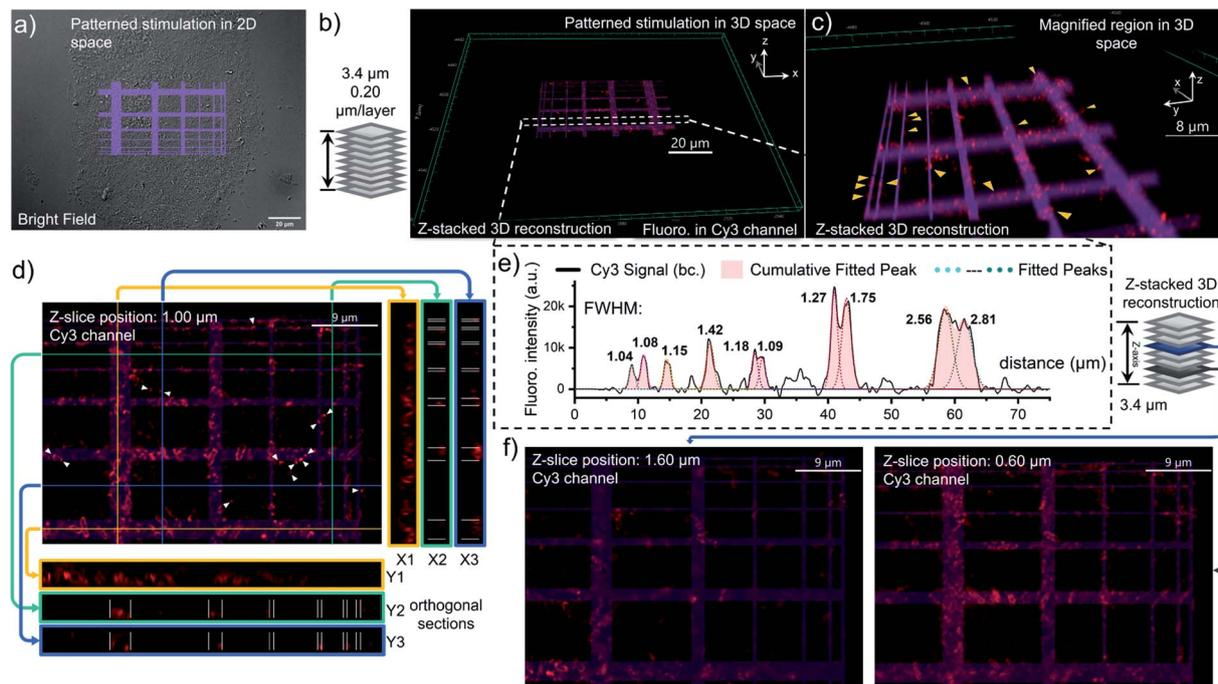 a)
Patterned stimulation in 2D
space
Bright Field
20 μm
b)
3.4 μm
0.20
μm/layer
Patterned stimulation in 3D space
z
y
x
20 μm
Z-stacked 3D reconstruction
Fluoro. in Cy3 channel
c)
Magnified region in 3D
space
z
x
y
8 μm
Z-stacked 3D reconstruction
d)
Z-slice position: 1.00 μm
Cy3 channel
9 μm
X1 X2 X3
Y1
Y2
Y3
orthogonal
sections
e)
Cy3 Signal (bc.)
Cumulative Fitted Peak
Fitted Peaks
Fluoro. intensity (a.u.)
20k
10k
0
FWHM:
1.04
1.08
1.15
1.42
1.18
1.09
1.27
1.75
2.56
2.81
distance (μm)
0 10 20 30 40 50 60 70
Z-stacked 3D
reconstruction
Z-axis
3.4 μm
f)
Z-slice position: 1.60 μm
Cy3 channel
9 μm
Z-slice position: 0.60 μm
Cy3 channel
9 μm